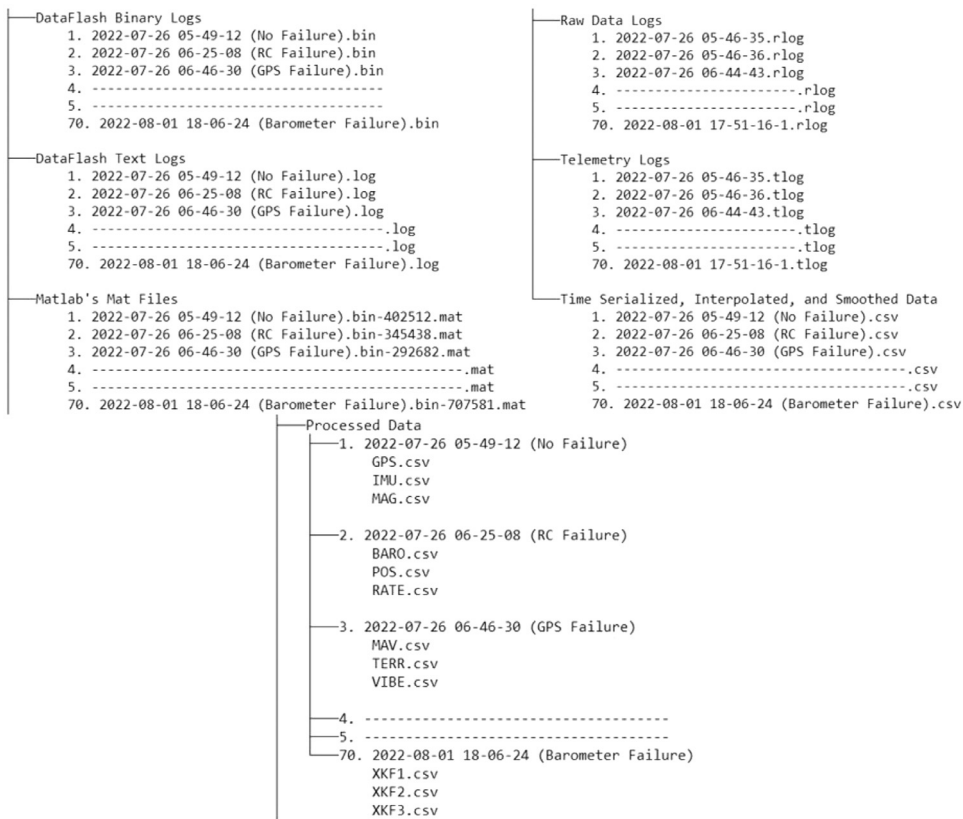 DataFlash Binary Logs
1. 2022-07-26 05-49-12 (No Failure).bin
2. 2022-07-26 06-25-08 (RC Failure).bin
3. 2022-07-26 06-46-30 (GPS Failure).bin
4. -----------------------------------
5. -----------------------------------
70. 2022-08-01 18-06-24 (Barometer Failure).bin
DataFlash Text Logs
1. 2022-07-26 05-49-12 (No Failure).log
2. 2022-07-26 06-25-08 (RC Failure).log
3. 2022-07-26 06-46-30 (GPS Failure).log
4. -----------------------------------.log
5. -----------------------------------.log
70. 2022-08-01 18-06-24 (Barometer Failure).log
Matlab's Mat Files
1. 2022-07-26 05-49-12 (No Failure).bin-402512.mat
2. 2022-07-26 06-25-08 (RC Failure).bin-345438.mat
3. 2022-07-26 06-46-30 (GPS Failure).bin-292682.mat
4. --------------------------------------------.mat
5. --------------------------------------------.mat
70. 2022-08-01 18-06-24 (Barometer Failure).bin-707581.mat
Raw Data Logs
1. 2022-07-26 05-46-35.rlog
2. 2022-07-26 05-46-36.rlog
3. 2022-07-26 06-44-43.rlog
4. ----------------------.rlog
5. ----------------------.rlog
70. 2022-08-01 17-51-16-1.rlog
Telemetry Logs
1. 2022-07-26 05-46-35.tlog
2. 2022-07-26 05-46-36.tlog
3. 2022-07-26 06-44-43.tlog
4. ----------------------.tlog
5. ----------------------.tlog
70. 2022-08-01 17-51-16-1.tlog
Time Serialized, Interpolated, and Smoothed Data
1. 2022-07-26 05-49-12 (No Failure).csv
2. 2022-07-26 06-25-08 (RC Failure).csv
3. 2022-07-26 06-46-30 (GPS Failure).csv
4. -----------------------------------.csv
5. -----------------------------------.csv
70. 2022-08-01 18-06-24 (Barometer Failure).csv
Processed Data
1. 2022-07-26 05-49-12 (No Failure)
GPS.csv
IMU.csv
MAG.csv
2. 2022-07-26 06-25-08 (RC Failure)
BARO.csv
POS.csv
RATE.csv
3. 2022-07-26 06-46-30 (GPS Failure)
MAV.csv
TERR.csv
VIBE.csv
4. ------------------------------------
5. ------------------------------------
70. 2022-08-01 18-06-24 (Barometer Failure)
XKF1.csv
XKF2.csv
XKF3.csv